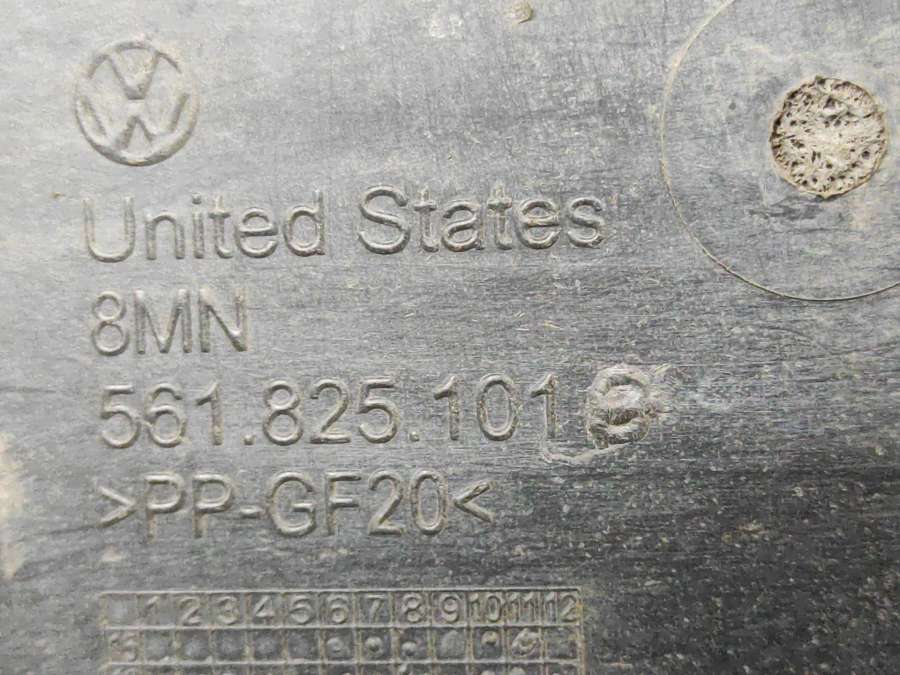 United States
8MN
561.825.101
>PP-GF20<
1 2 3 4 5 6 7 8 9 10 11 12
15